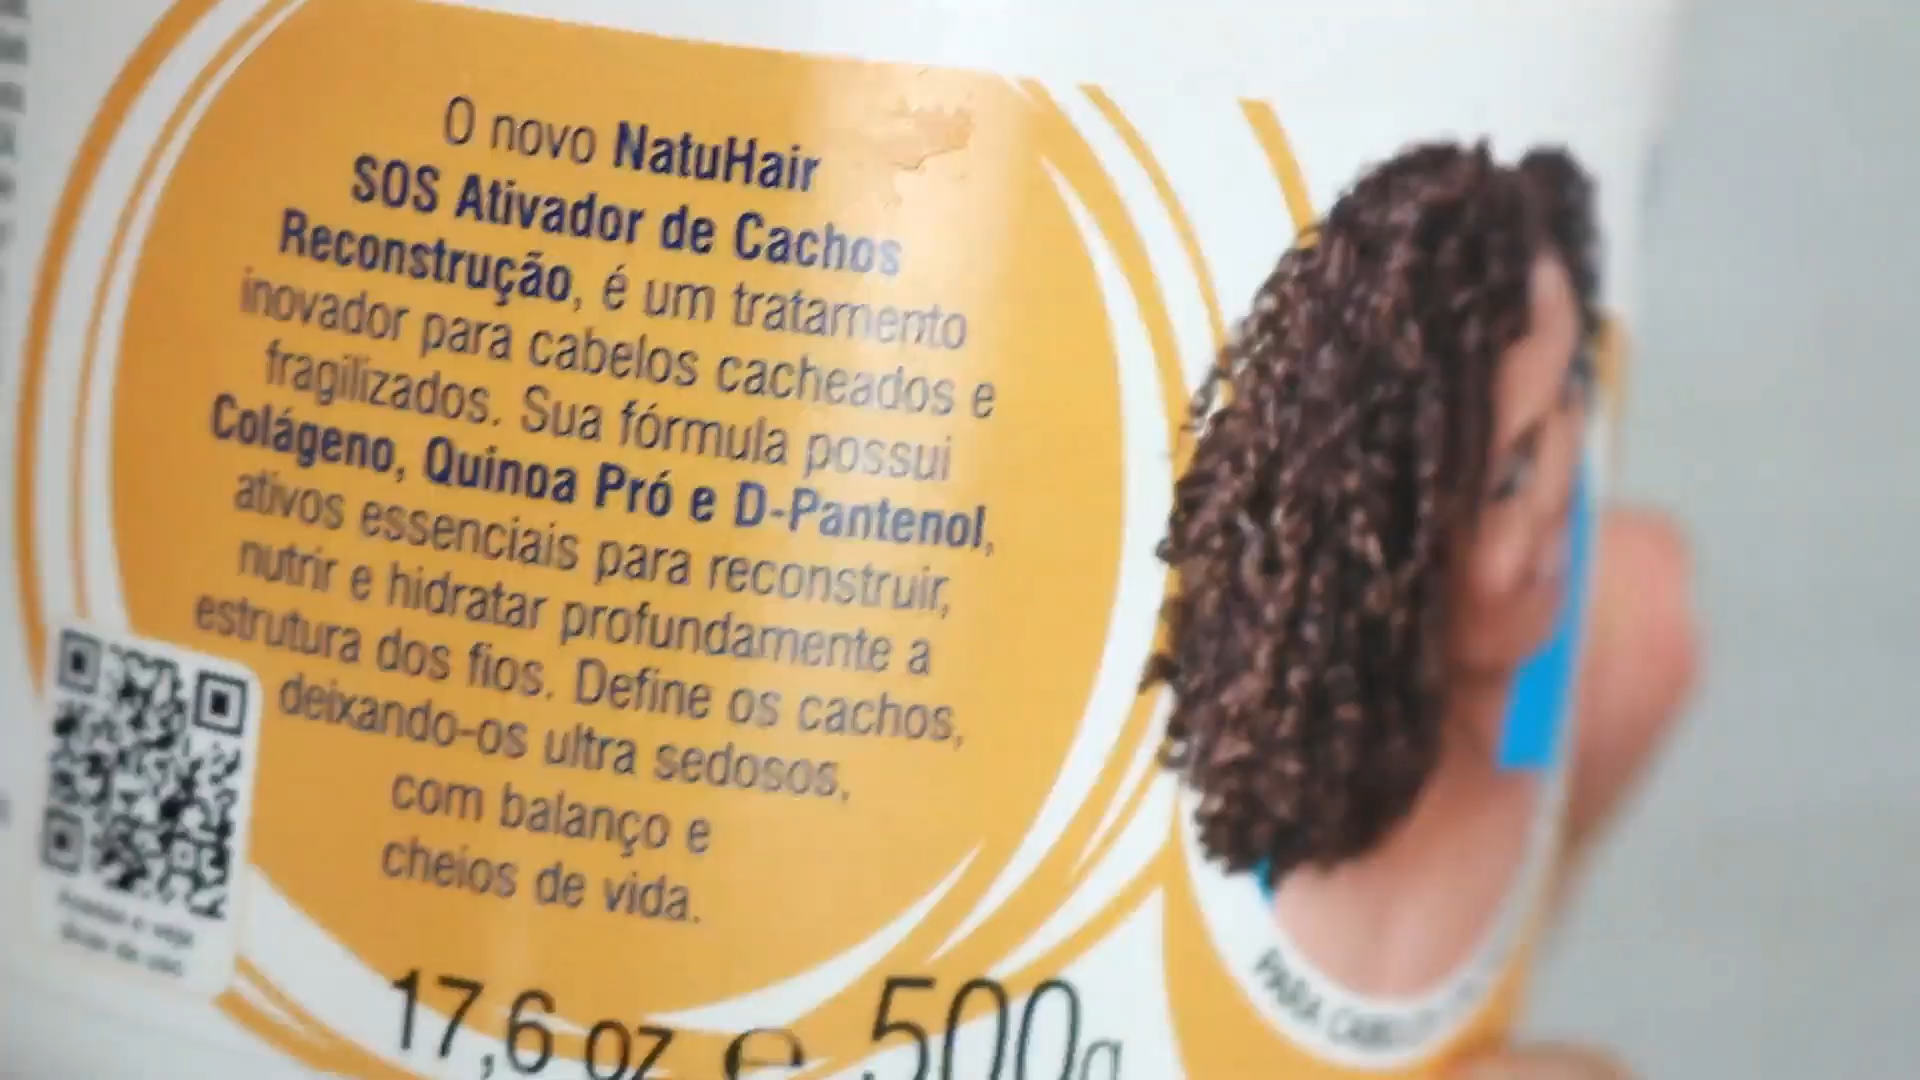 O novo NatuHair
SOS Ativador de Cachos
Reconstrução, é um tratamento
inovador para cabelos cacheados e
fragilizados. Sua fórmula possui
Colágeno, Quinoa Pró e D-Pantenol,
ativos essenciais para reconstruir,
nutrir e hidratar profundamente a
estrutura dos fios. Define os cachos,
deixando-os ultra sedosos,
com balanço e
cheios de vida.
17,6 oz e 500g
PARA